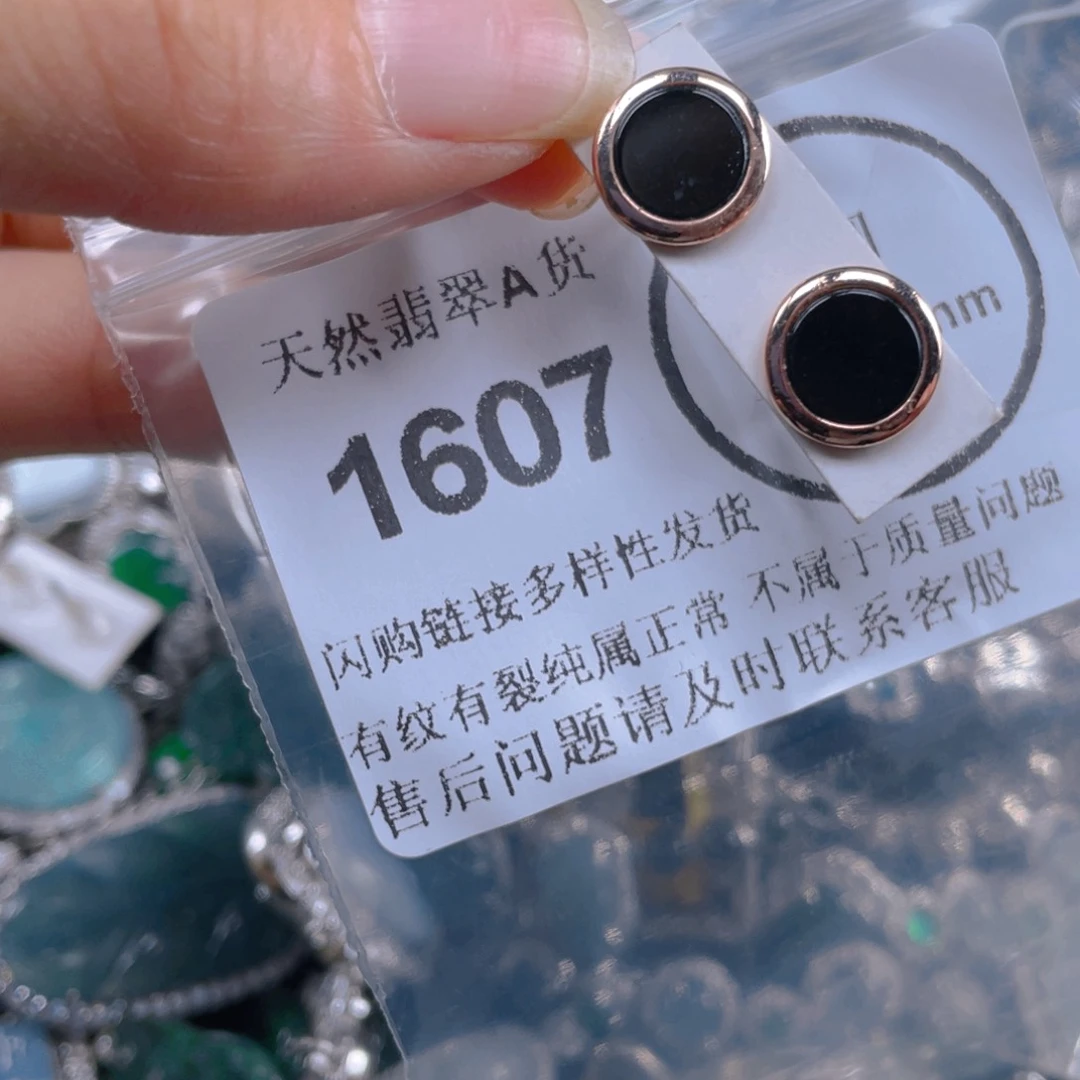 天然翡翠A货
1607
mm
闪购链接多样性发货
有纹有裂纯属正常 不属于质量问题
售后问题请及时联系客服